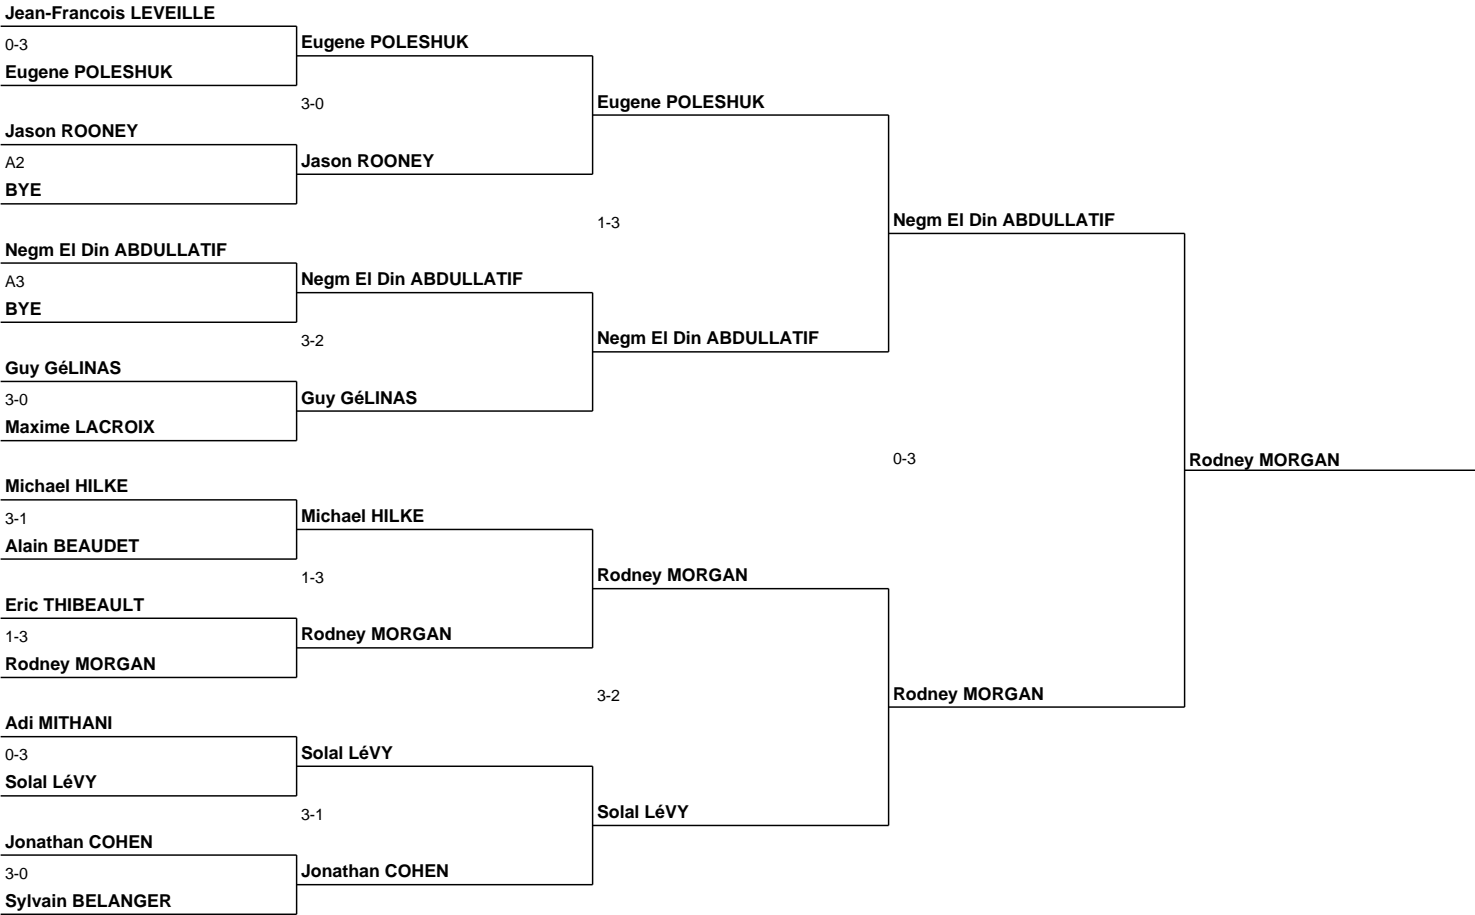 Jean-Francois LEVEILLE
0-3
Eugene POLESHUK
Jason ROONEY
A2
BYE
Negm El Din ABDULLATIF
A3
BYE
Guy GéLINAS
3-0
Maxime LACROIX
Michael HILKE
3-1
Alain BEAUDET
Eric THIBEAULT
1-3
Rodney MORGAN
Adi MITHANI
0-3
Solal LéVY
Jonathan COHEN
3-0
Sylvain BELANGER
Eugene POLESHUK
3-0
Jason ROONEY
Negm El Din ABDULLATIF
3-2
Guy GéLINAS
Michael HILKE
1-3
Rodney MORGAN
Solal LéVY
3-1
Jonathan COHEN
Eugene POLESHUK
1-3
Negm El Din ABDULLATIF
Rodney MORGAN
3-2
Solal LéVY
Negm El Din ABDULLATIF
0-3
Rodney MORGAN
Rodney MORGAN